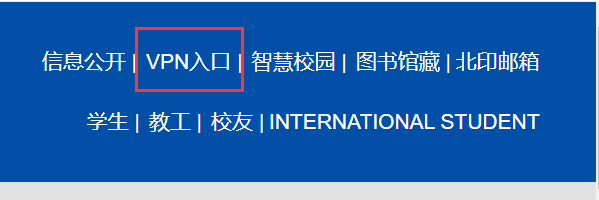 信息公开 | VPN入口 | 智慧校园 | 图书馆藏 | 北印邮箱
学生 | 教工 | 校友 | INTERNATIONAL STUDENT